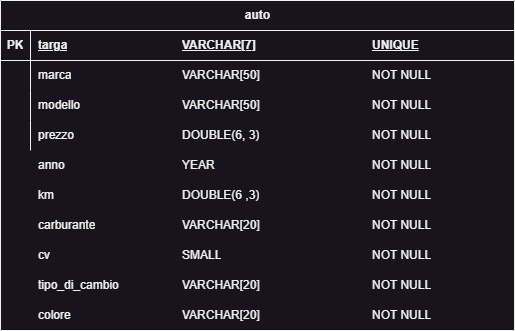 auto
PK targa VARCHAR[7] UNIQUE
marca VARCHAR[50] NOT NULL
modello VARCHAR[50] NOT NULL
prezzo DOUBLE(6, 3) NOT NULL
anno YEAR NOT NULL
km DOUBLE(6 ,3) NOT NULL
carburante VARCHAR[20] NOT NULL
cv SMALL NOT NULL
tipo_di_cambio VARCHAR[20] NOT NULL
colore VARCHAR[20] NOT NULL